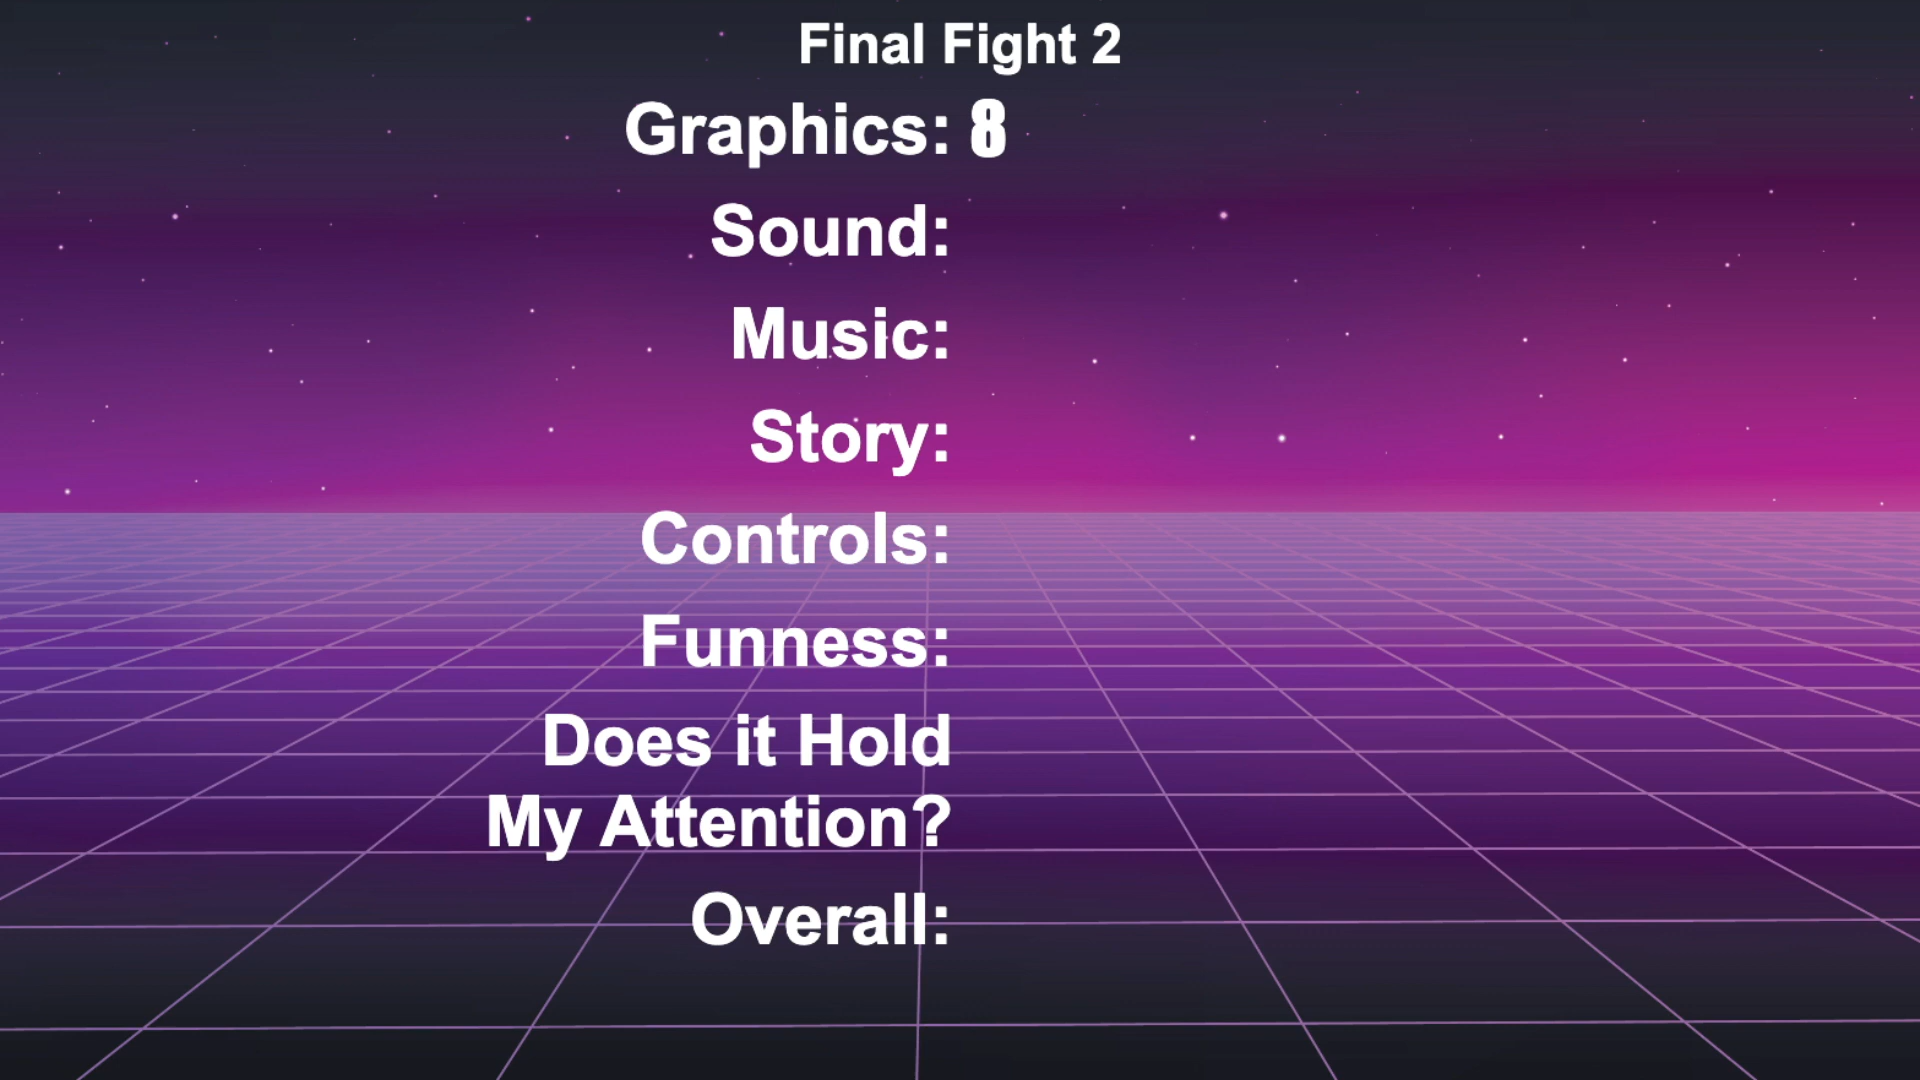 Final Fight 2
Graphics: 8
Sound:
Music:
Story:
Controls:
Funness:
Does it Hold
My Attention?
Overall: